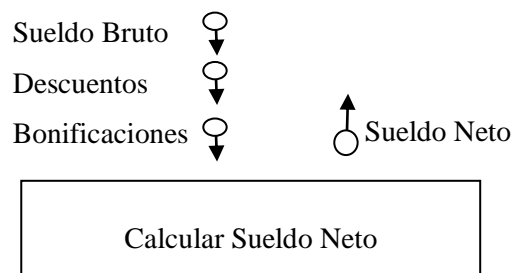 Sueldo Bruto
Descuentos
Bonificaciones
Sueldo Neto
Calcular Sueldo Neto